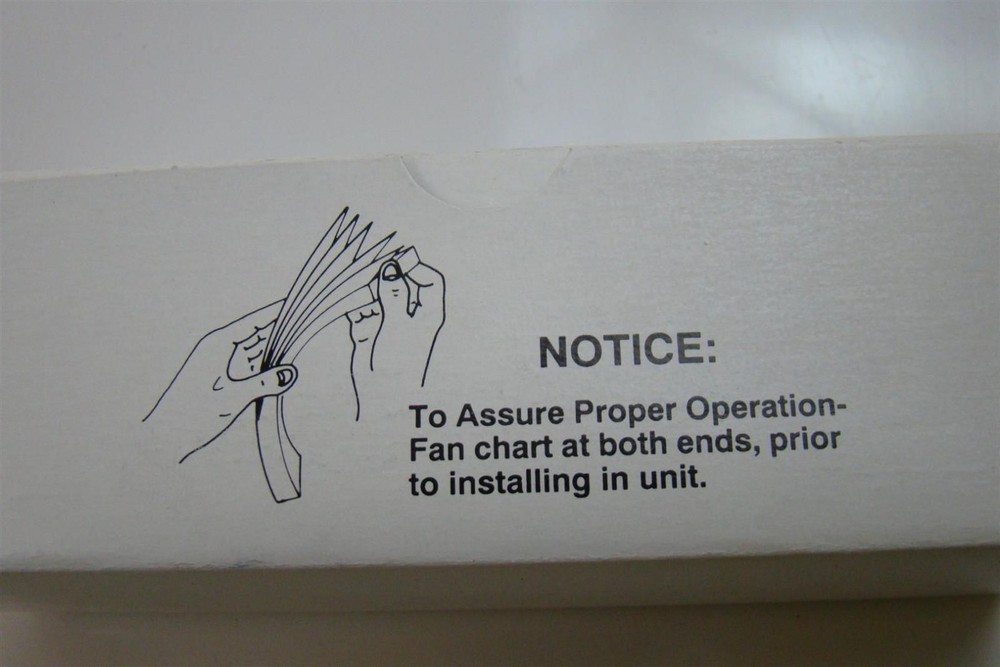 NOTICE:
To Assure Proper Operation-
Fan chart at both ends, prior
to installing in unit.